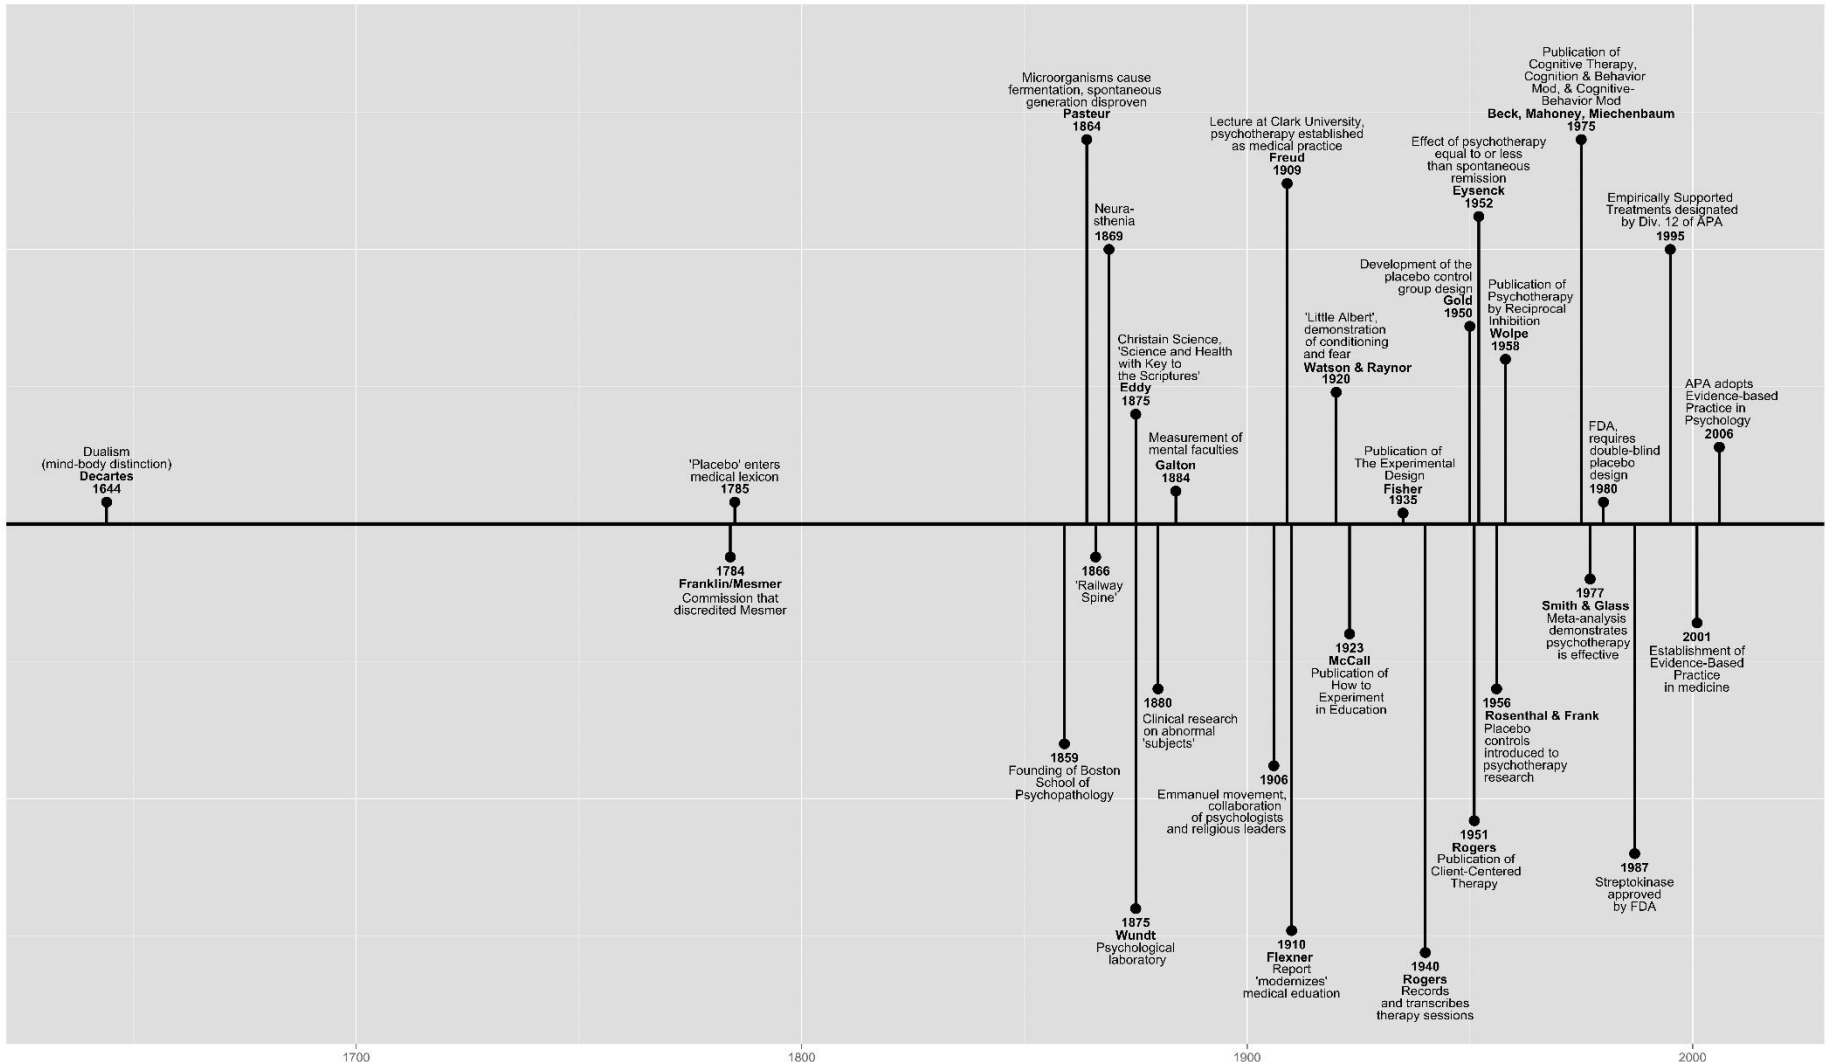 Dualism
(mind-body distinction)
Decartes
1644
'Placebo' enters
medical lexicon
1785
Microorganisms cause
fermentation, spontaneous
generation disproven
Pasteur
1864
Neura-
sthenia
1869
Christain Science,
'Science and Health
with Key to
the Scriptures'
Eddy
1875
Measurement of
mental faculties
Galton
1884
Lecture at Clark University,
psychotherapy established
as medical practice
Freud
1909
'Little Albert',
demonstration
of conditioning
and fear
Watson & Raynor
1920
Publication of
The Experimental
Design
Fisher
1935
Development of the
placebo control
group design
Gold
1950
Effect of psychotherapy
equal to or less
than spontaneous
remission
Eysenck
1952
Publication of
Psychotherapy
by Reciprocal
Inhibition
Wolpe
1958
Publication of
Cognitive Therapy,
Cognition & Behavior
Mod, & Cognitive-
Behavior Mod
Beck, Mahoney, Miechenbaum
1975
FDA,
requires
double-blind
placebo
design
1980
Empirically Supported
Treatments designated
by Div. 12 of APA
1995
APA adopts
Evidence-based
Practice in
Psychology
2006
1784
Franklin/Mesmer
Commission that
discredited Mesmer
1859
Founding of Boston
School of
Psychopathology
1866
'Railway
Spine'
1875
Wundt
Psychological
laboratory
1880
Clinical research
on abnormal
'subjects'
1906
Emmanuel movement,
collaboration
of psychologists
and religious leaders
1910
Flexner
Report
'modernizes'
medical eduation
1923
McCall
Publication of
How to
Experiment
in Education
1940
Rogers
Records
and transcribes
therapy sessions
1951
Rogers
Publication of
Client-Centered
Therapy
1956
Rosenthal & Frank
Placebo
controls
introduced to
psychotherapy
research
1977
Smith & Glass
Meta-analysis
demonstrates
psychotherapy
is effective
1987
Streptokinase
approved
by FDA
2001
Establishment of
Evidence-Based
Practice
in medicine
1700
1800
1900
2000